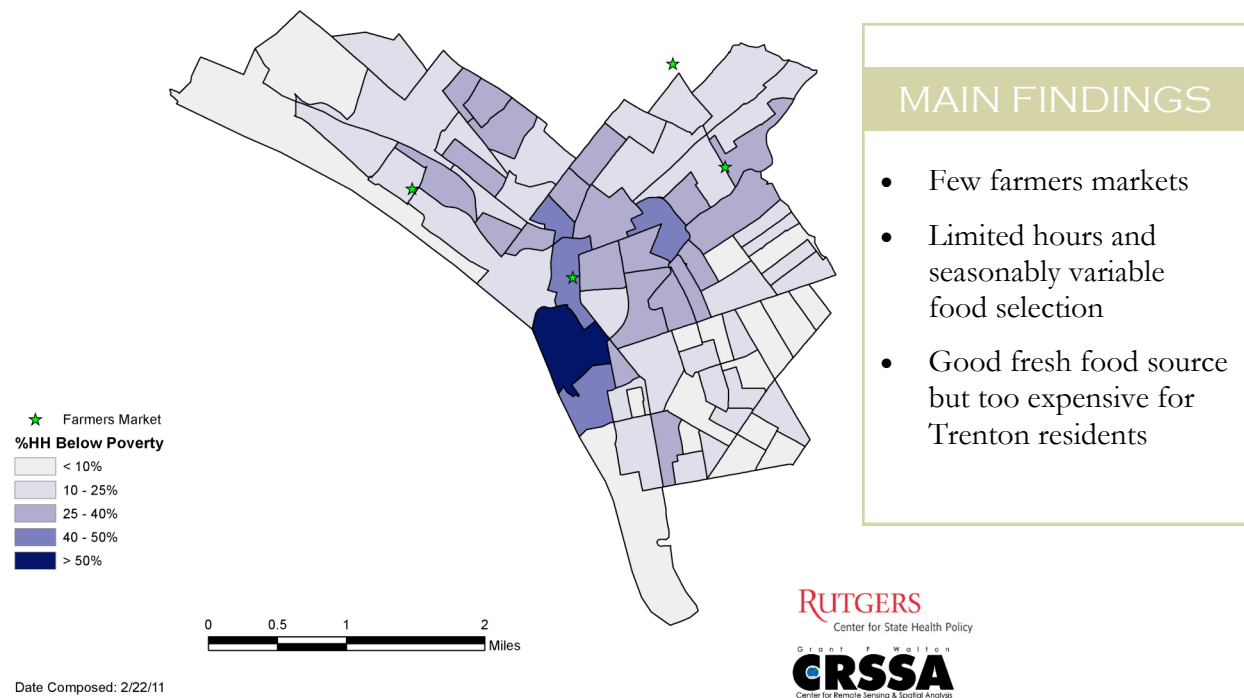 MAIN FINDINGS
• Few farmers markets
• Limited hours and
seasonably variable
food selection
• Good fresh food source
but too expensive for
Trenton residents
Farmers Market
%HH Below Poverty
< 10%
10 - 25%
25 - 40%
40 - 50%
> 50%
0 0.5 1 2
Miles
Date Composed: 2/22/11
RUTGERS
Center for State Health Policy
Grant F Walton
CRSSA
Center for Remote Sensing & Spatial Analysis